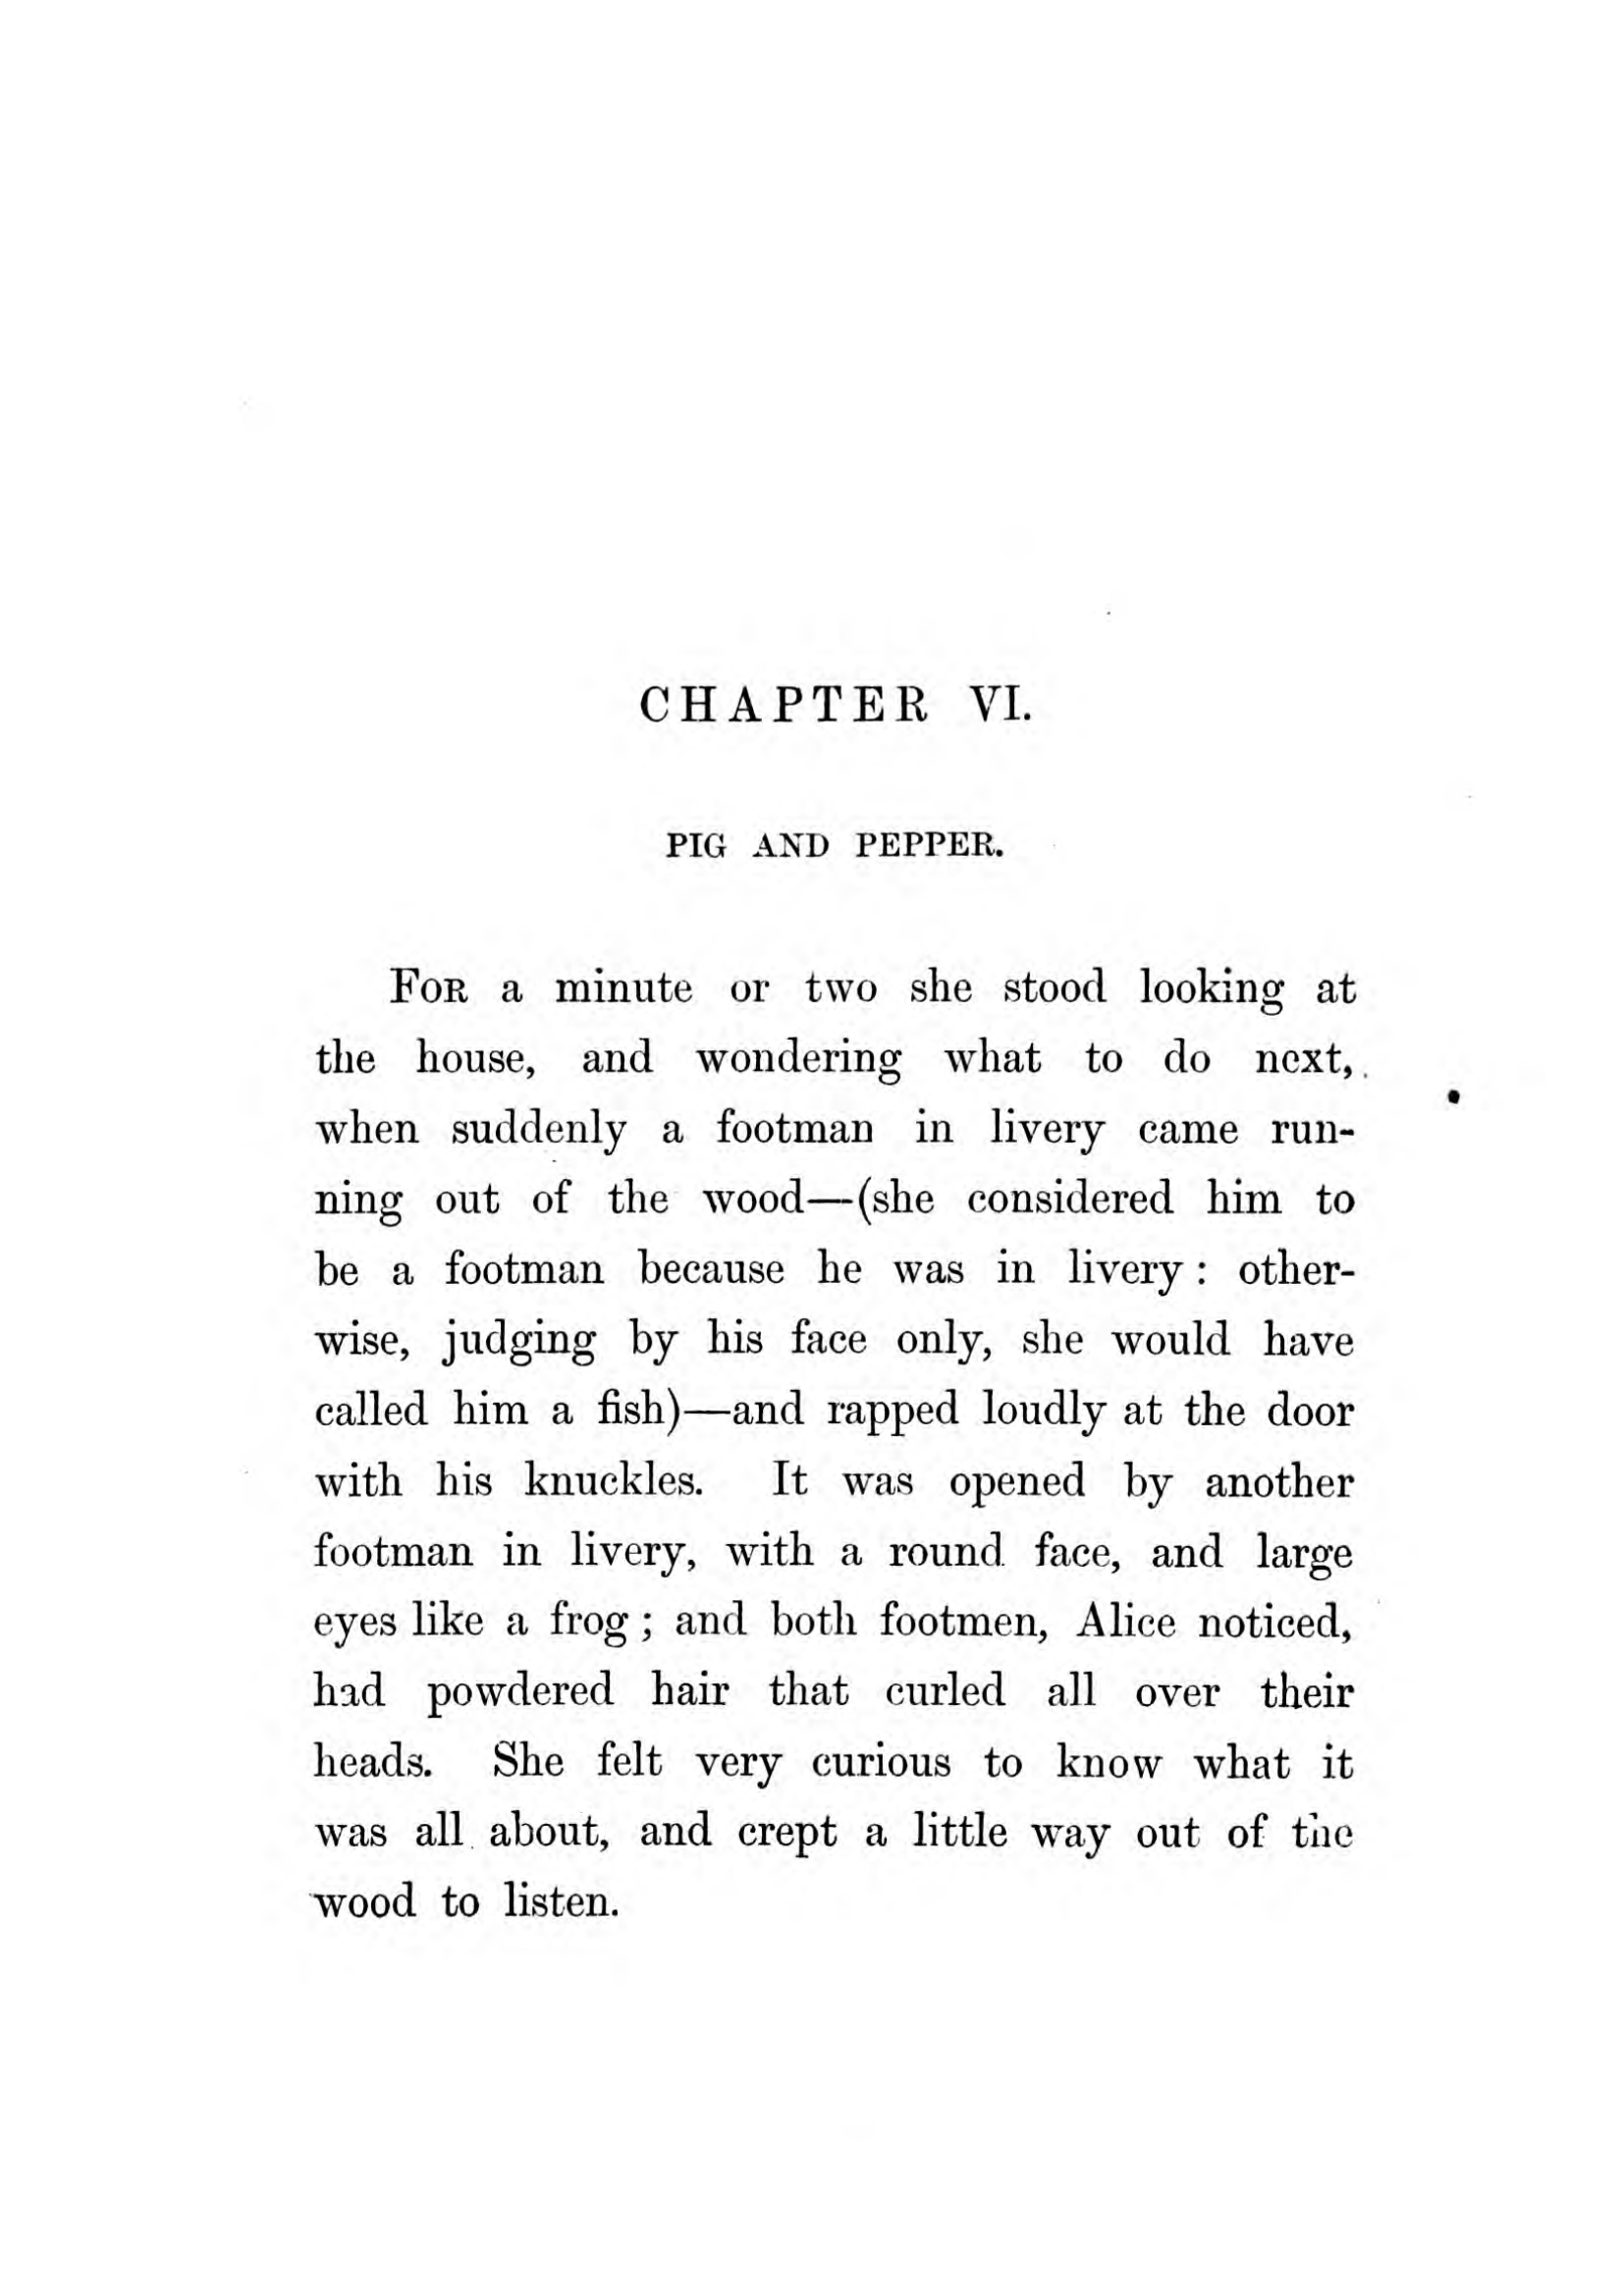 CHAPTER VI.
PIG AND PEPPER.
FOR a minute or two she stood looking at
the house, and wondering what to do next,
when suddenly a footman in livery came run-
ning out of the wood—(she considered him to
be a footman because he was in livery : other-
wise, judging by his face only, she would have
called him a fish)—and rapped loudly at the door
with his knuckles. It was opened by another
footman in livery, with a round face, and large
eyes like a frog ; and both footmen, Alice noticed,
had powdered hair that curled all over their
heads. She felt very curious to know what it
was all about, and crept a little way out of the
wood to listen.